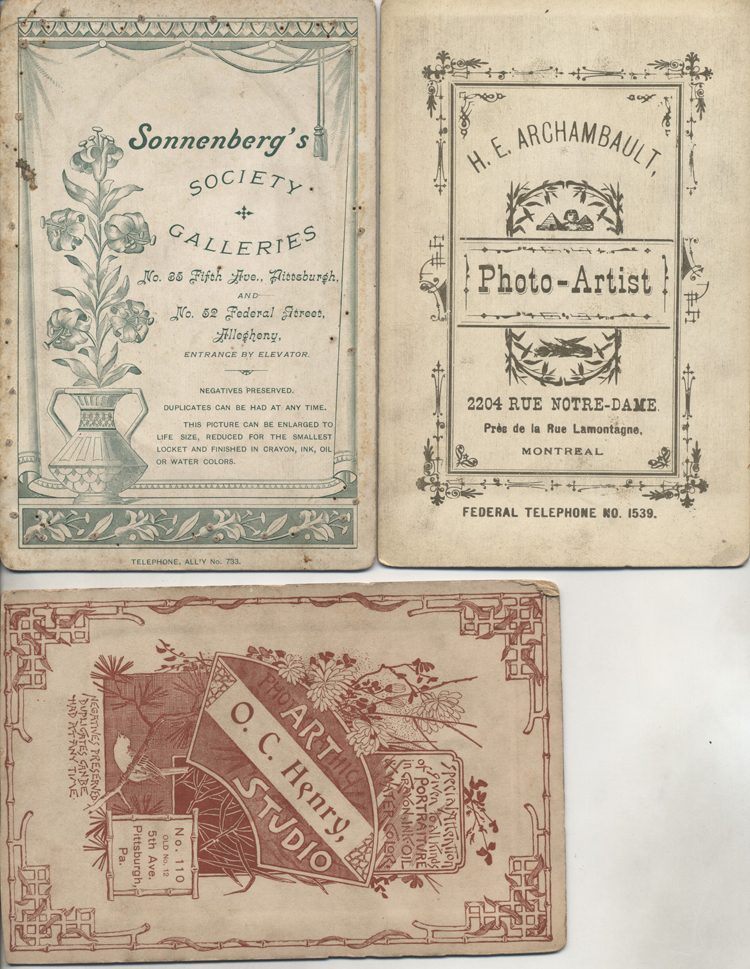 Sonnenberg's
SOCIETY
GALLERIES
No. 35 Fifth Ave., Pittsburgh,
AND
No. 52 Federal Street,
Allegheny,
ENTRANCE BY ELEVATOR.
NEGATIVES PRESERVED.
DUPLICATES CAN BE HAD AT ANY TIME.
THIS PICTURE CAN BE ENLARGED TO
LIFE SIZE, REDUCED FOR THE SMALLEST
LOCKET AND FINISHED IN CRAYON, INK, OIL
OR WATER COLORS.
TELEPHONE, ALL'Y No. 733.
H. E. ARCHAMBAULT,
Photo-Artist
2204 RUE NOTRE-DAME.
Près de la Rue Lamontagne,
MONTREAL
FEDERAL TELEPHONE NO. 1539.
PHOTARTHIC
O. C. Henry,
STUDIO
Special Attention
given to all kinds
of PORTRAITURE
in CRAYON·INK·OIL
& WATER COLOR
NEGATIVES PRESERVED
DUPLICATES CAN BE
HAD AT ANY TIME
No. 110
OLD No. 12
5th Ave.
Pittsburgh,
Pa.